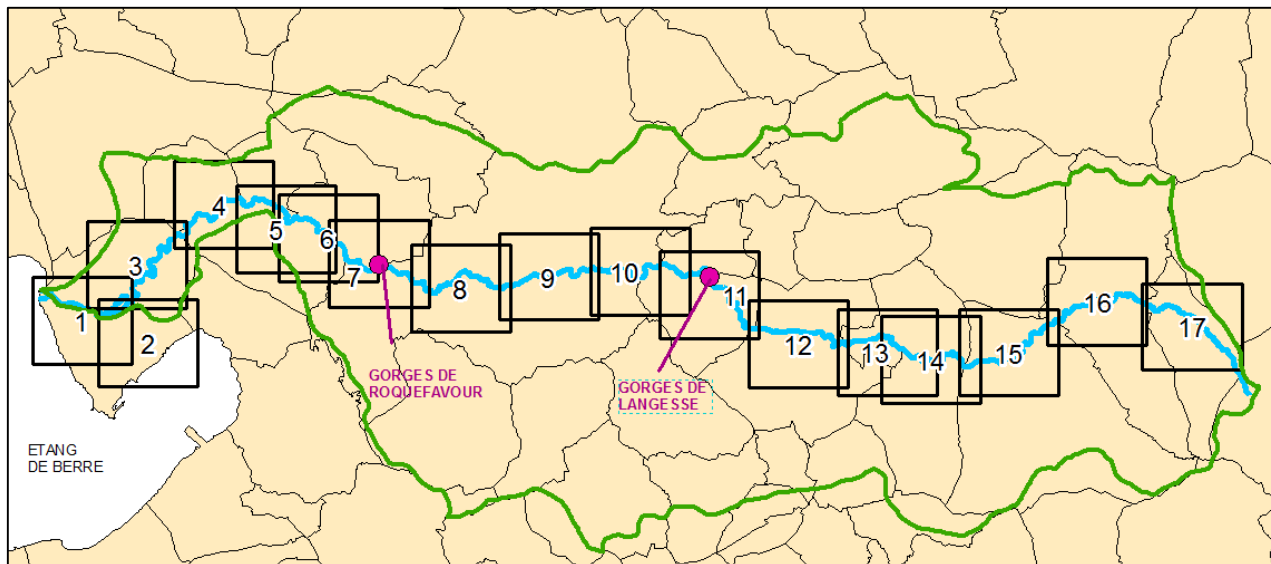 4
5
3
6
7
1
2
8
9
10
11
12
13
14
15
16
17
GORGES DE
ROQUEFAVOUR
GORGES DE
LANGESSE
ETANG
DE BERRE